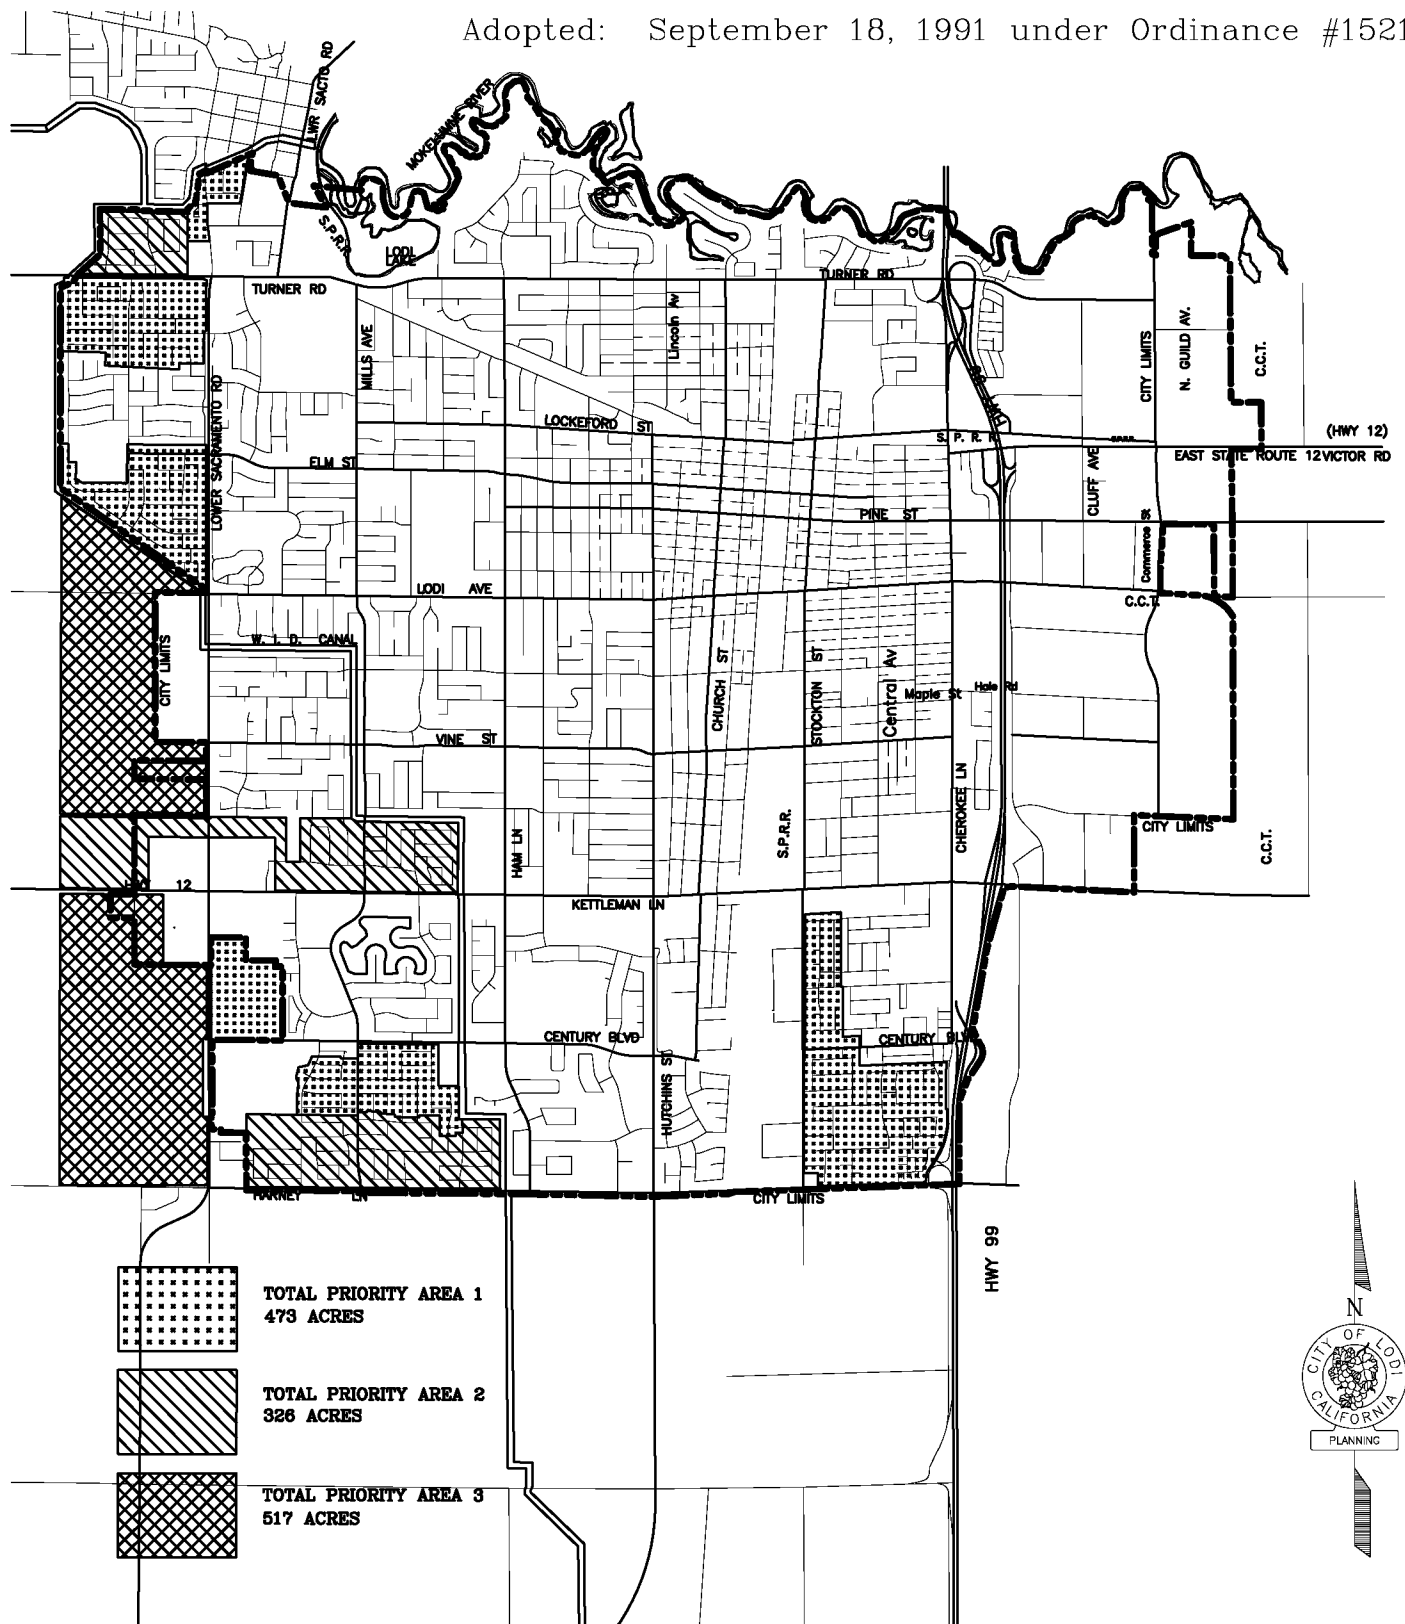 Adopted: September 18, 1991 under Ordinance #1521
LWR SACTO RD
MOKELUMNE RIVER
S.P.R.R.
LODI
LAKE
TURNER RD
TURNER RD
MILLS AVE
Lincoln Av
CITY LIMITS
N. GUILD AV.
C.C.T.
LOWER SACRAMENTO RD
LOCKEFORD ST
S. P. R. R.
(HWY 12)
EAST STATE ROUTE 12 VICTOR RD
ELM ST
CLUFF AVE
PINE ST
Commerce St
LODI AVE
C.C.T.
W. I. D. CANAL
CITY LIMITS
CHURCH ST
STOCKTON ST
Central Av
Maple St
Hale Rd
VINE ST
CHEROKEE LN
S.P.R.R.
HAM LN
CITY LIMITS
C.C.T.
HWY 12
KETTLEMAN LN
CENTURY BLVD
CENTURY BLVD
HUTCHINS ST
HARNEY LN
CITY LIMITS
HWY 99
TOTAL PRIORITY AREA 1
473 ACRES
TOTAL PRIORITY AREA 2
326 ACRES
TOTAL PRIORITY AREA 3
517 ACRES
N
CITY OF LODI
CALIFORNIA
PLANNING